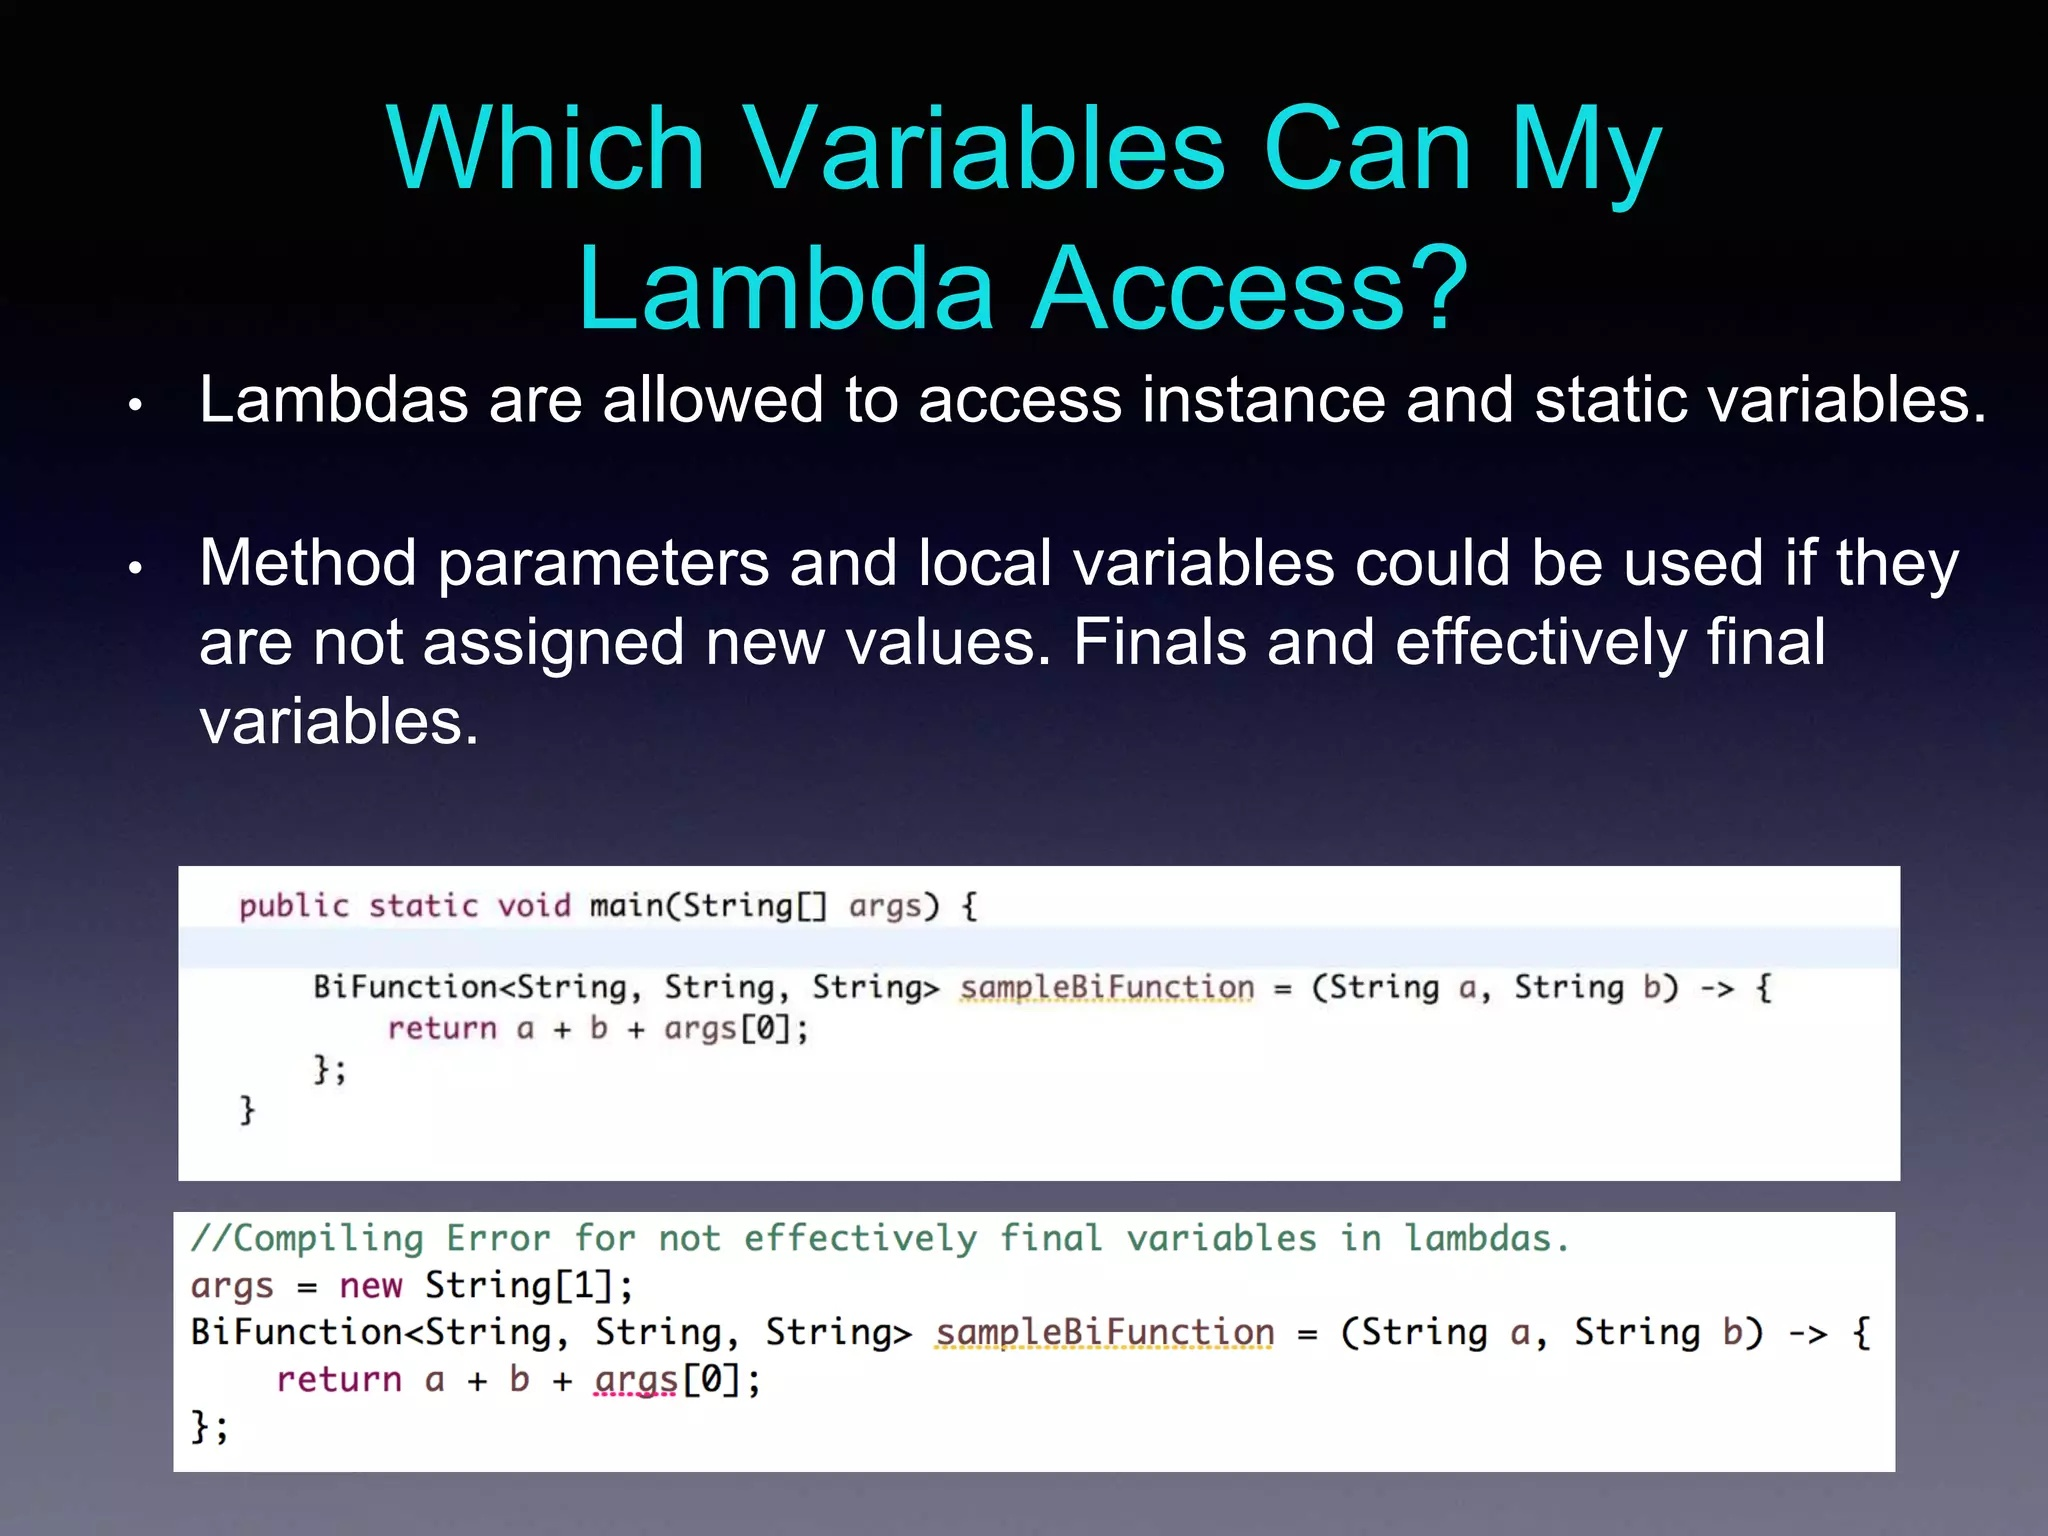 Which Variables Can My
Lambda Access?
• Lambdas are allowed to access instance and static variables.
• Method parameters and local variables could be used if they
are not assigned new values. Finals and effectively final
variables.
public static void main(String[] args) {
BiFunction<String, String, String> sampleBiFunction = (String a, String b) -> {
return a + b + args[0];
};
}
//Compiling Error for not effectively final variables in lambdas.
args = new String[1];
BiFunction<String, String, String> sampleBiFunction = (String a, String b) -> {
return a + b + args[0];
};